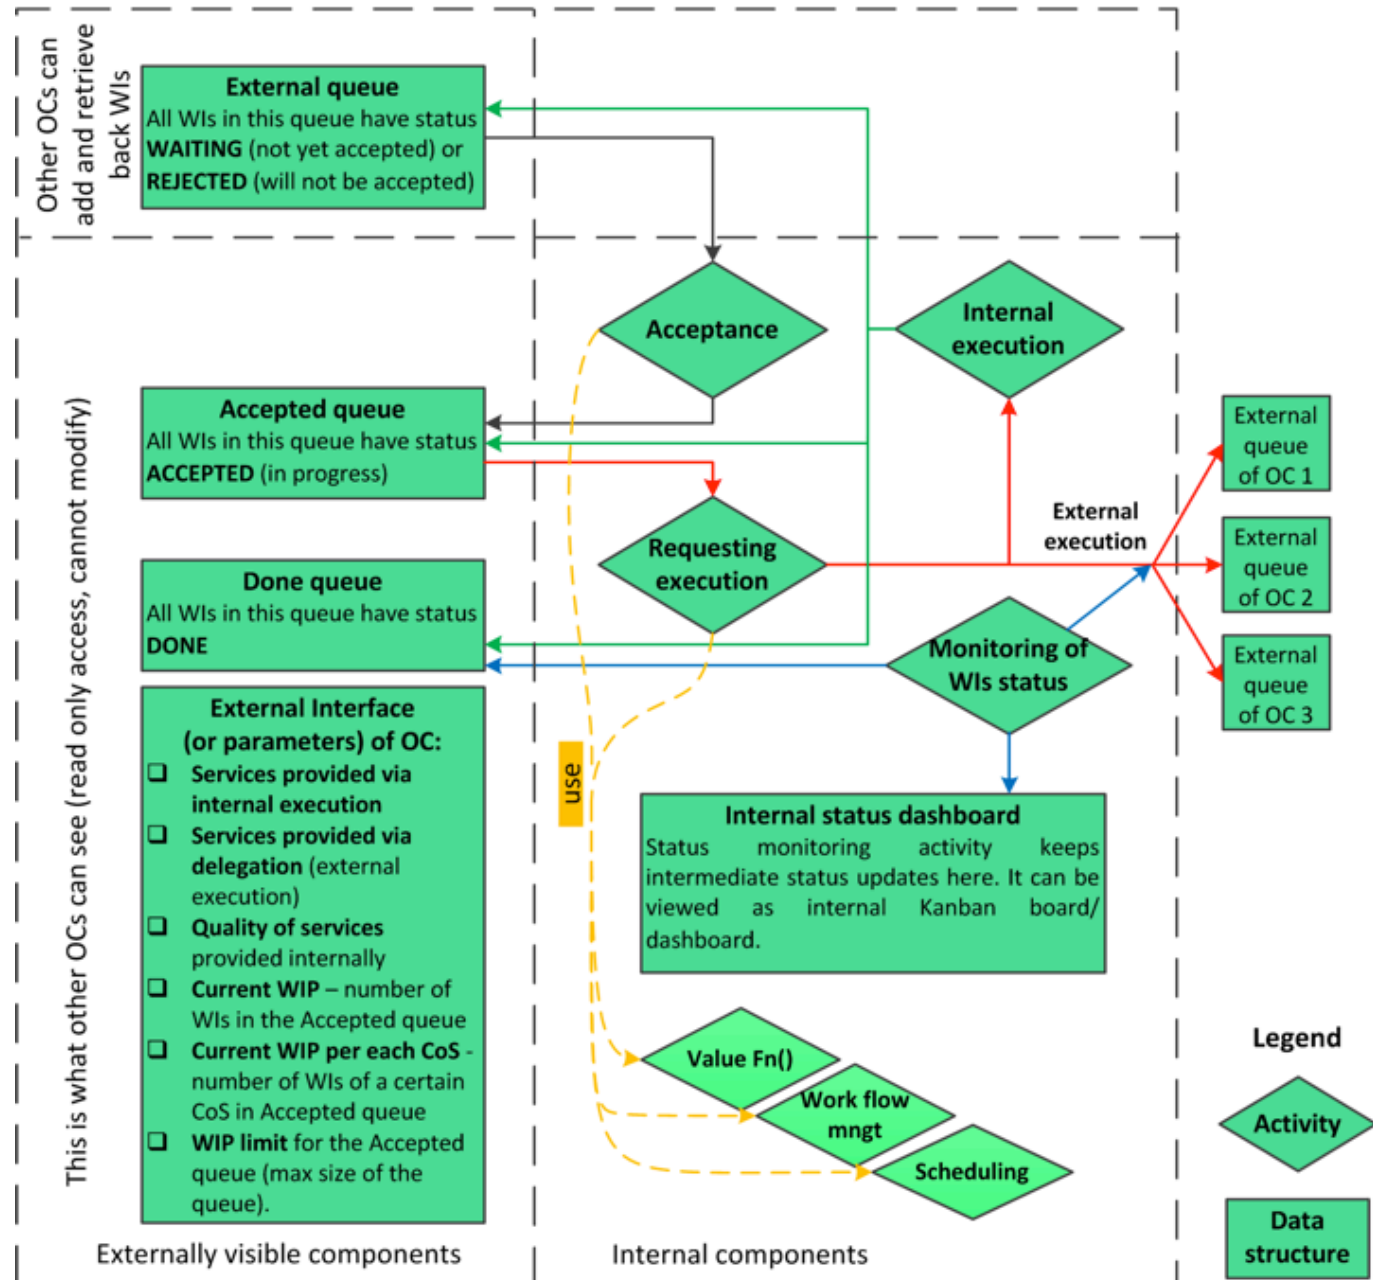 Other OCs can
add and retrieve
back WIs
External queue
All WIs in this queue have status
WAITING (not yet accepted) or
REJECTED (will not be accepted)
Acceptance
Internal
execution
This is what other OCs can see (read only access, cannot modify)
Accepted queue
All WIs in this queue have status
ACCEPTED (in progress)
External
queue
of OC 1
Requesting
execution
External
execution
External
queue
of OC 2
Done queue
All WIs in this queue have status
DONE
Monitoring of
WIs status
External
queue
of OC 3
External Interface
(or parameters) of OC:
❑ Services provided via
internal execution
❑ Services provided via
delegation (external
execution)
❑ Quality of services
provided internally
❑ Current WIP – number of
WIs in the Accepted queue
❑ Current WIP per each CoS -
number of WIs of a certain
CoS in Accepted queue
❑ WIP limit for the Accepted
queue (max size of the
queue).
use
Internal status dashboard
Status monitoring activity keeps
intermediate status updates here. It can be
viewed as internal Kanban board/
dashboard.
Value Fn()
Work flow
mngt
Scheduling
Legend
Activity
Data
structure
Externally visible components
Internal components